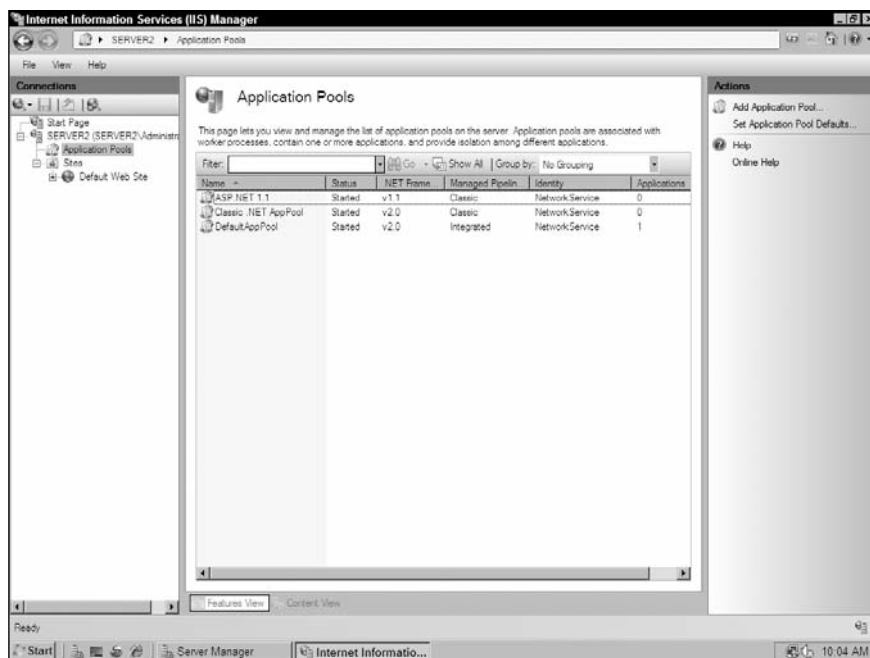 Internet Information Services (IIS) Manager
SERVER2 Application Pools
File View Help
Connections
Start Page
SERVER2 (SERVER2\Administr
Application Pools
Sites
Default Web Site
Application Pools
This page lets you view and manage the list of application pools on the server. Application pools are associated with
worker processes, contain one or more applications, and provide isolation among different applications.
Filter: Go Show All Group by: No Grouping
Name Status .NET Frame... Managed Pipelin... Identity Applications
ASP.NET 1.1 Started v1.1 Classic NetworkService 0
Classic .NET AppPool Started v2.0 Classic NetworkService 0
DefaultAppPool Started v2.0 Integrated NetworkService 1
Features View Content View
Actions
Add Application Pool...
Set Application Pool Defaults...
Help
Online Help
Ready
Start Server Manager Internet Informatio... 10:04 AM